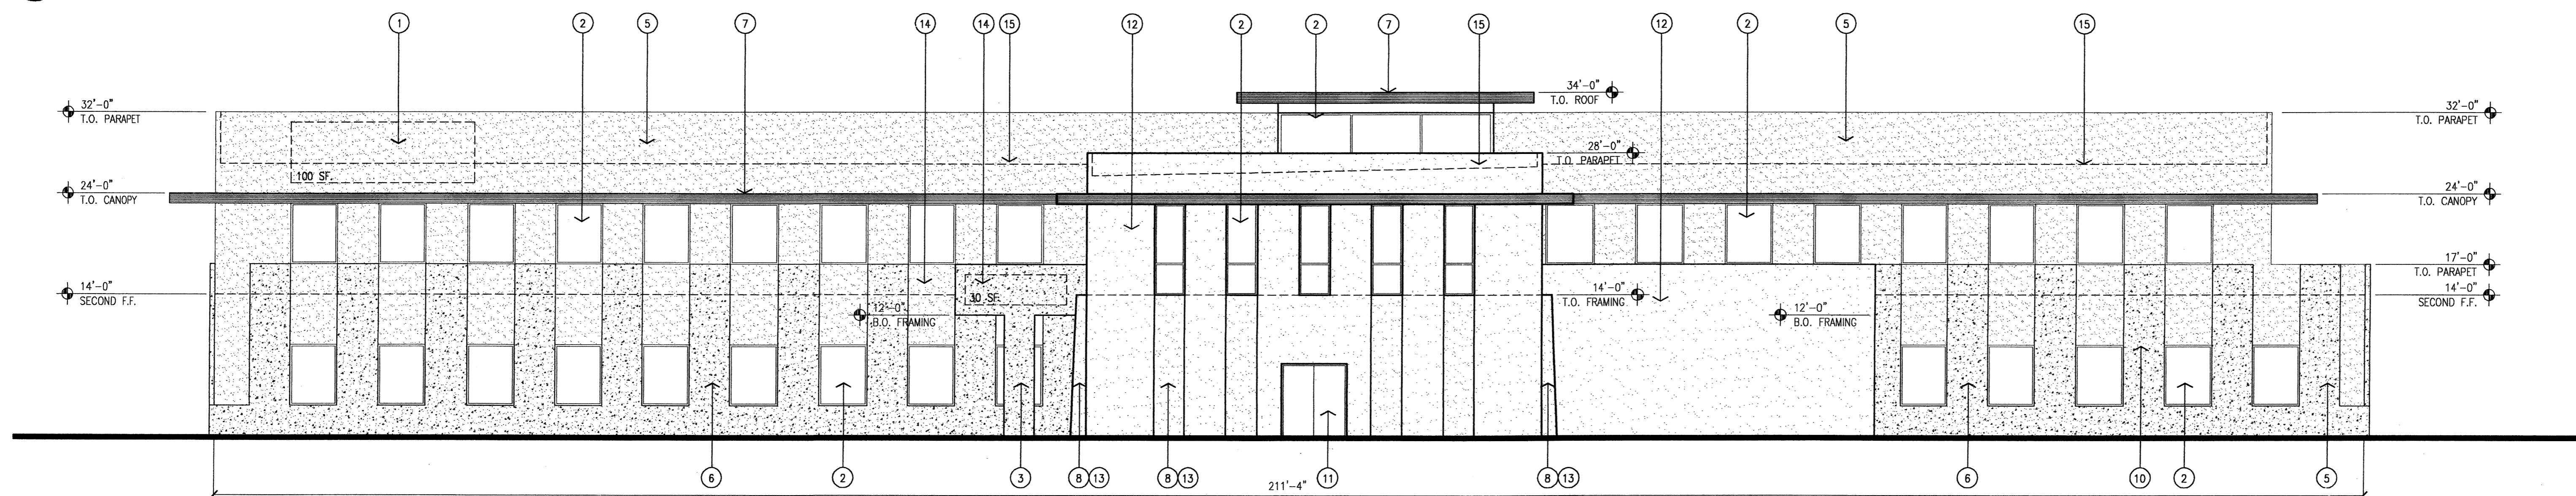 1 2 5 7 14 14 15 12 2 2 7 15 12 2 5 15
34'-0"
T.O. ROOF
32'-0"
T.O. PARAPET
32'-0"
T.O. PARAPET
28'-0"
T.O. PARAPET
100 SF.
24'-0"
T.O. CANOPY
24'-0"
T.O. CANOPY
17'-0"
T.O. PARAPET
14'-0"
SECOND F.F.
30 SF.
14'-0"
T.O. FRAMING
14'-0"
SECOND F.F.
12'-0"
B.O. FRAMING
12'-0"
B.O. FRAMING
6 2 3 8 13 8 13 11 8 13 6 10 2 5
211'-4"